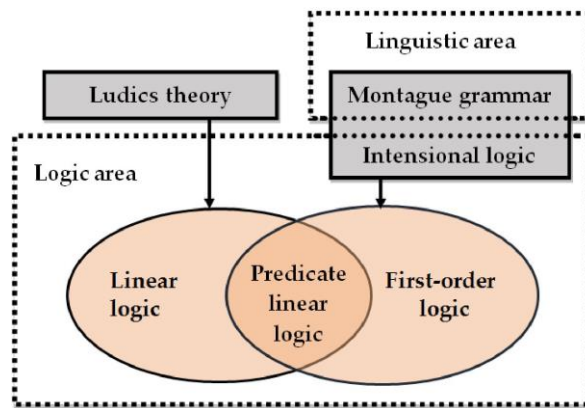 Linguistic area
Ludics theory
Montague grammar
Intensional logic
Logic area
Linear
logic
Predicate
linear
logic
First-order
logic